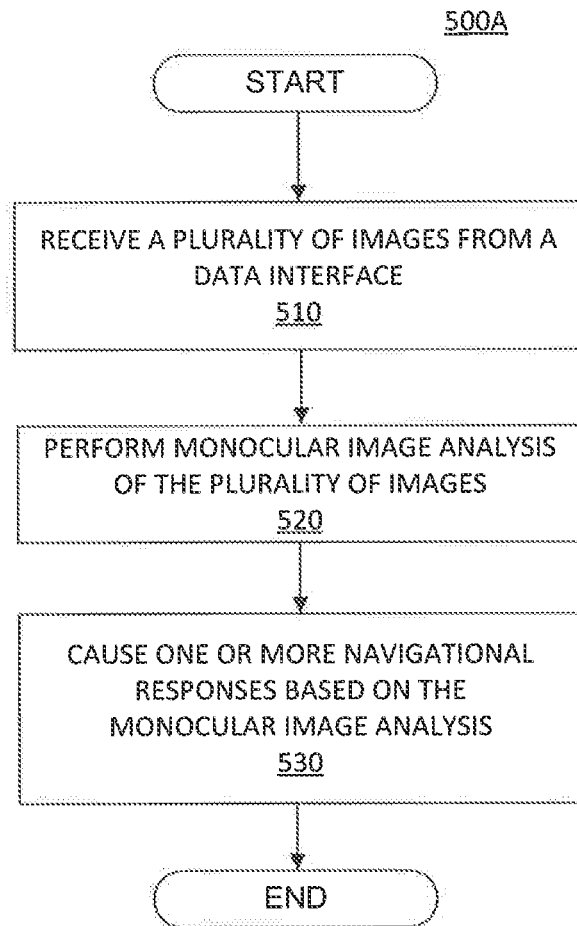 500A
START
RECEIVE A PLURALITY OF IMAGES FROM A
DATA INTERFACE
510
PERFORM MONOCULAR IMAGE ANALYSIS
OF THE PLURALITY OF IMAGES
520
CAUSE ONE OR MORE NAVIGATIONAL
RESPONSES BASED ON THE
MONOCULAR IMAGE ANALYSIS
530
END